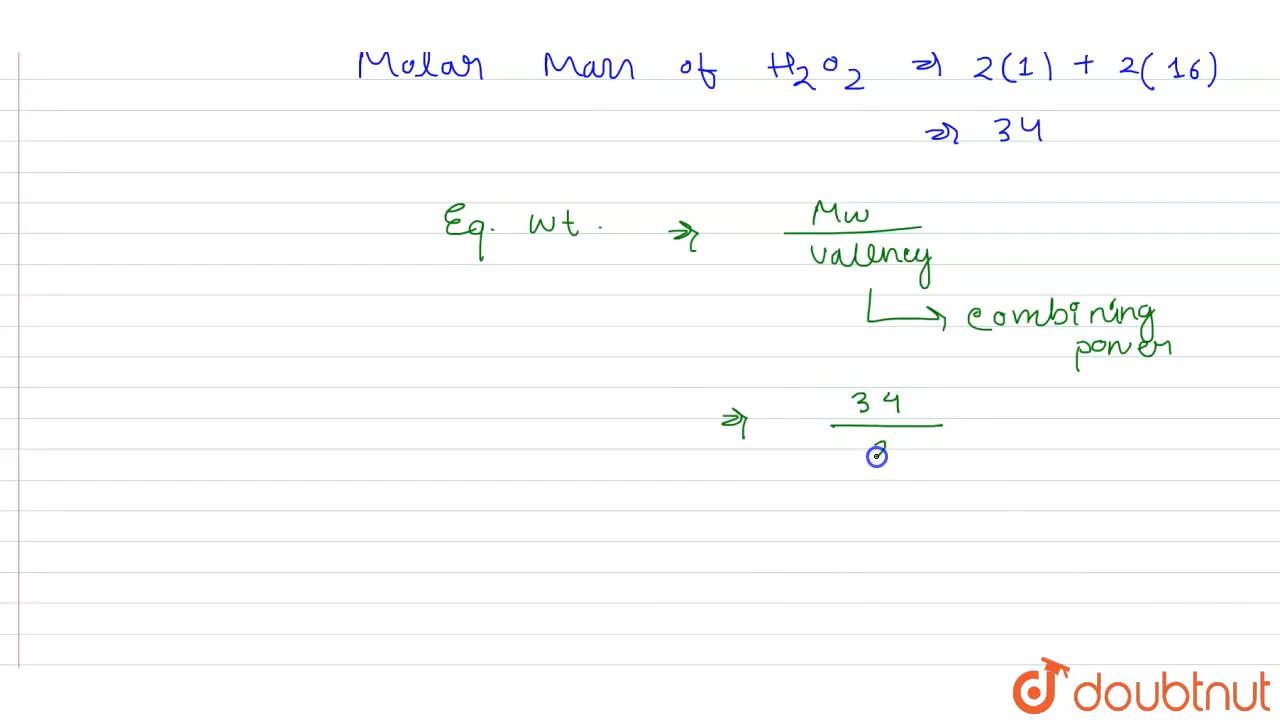 Molar Mass of H2O2 ⇒ 2(1) + 2(16)
⇒ 34
Eq. wt. ⇒ Mw
valency
combining
power
⇒ 34
doubtnut